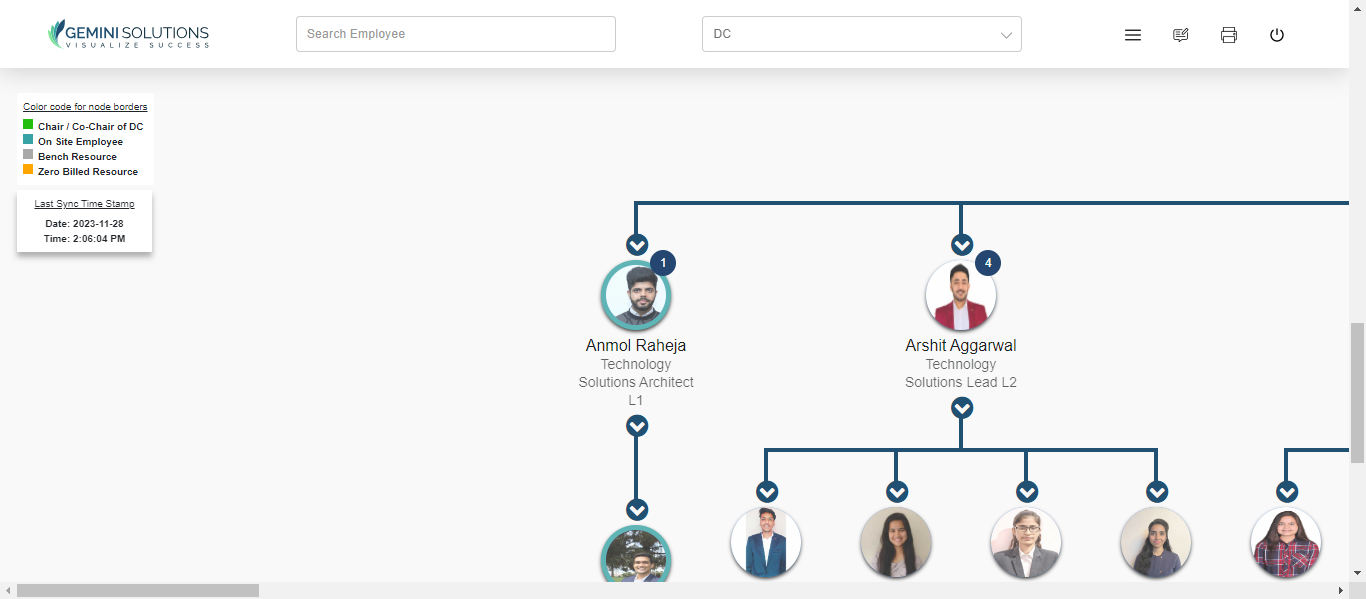 GEMINI SOLUTIONS
VISUALIZE SUCCESS
Search Employee
DC
Color code for node borders
Chair / Co-Chair of DC
On Site Employee
Bench Resource
Zero Billed Resource
Last Sync Time Stamp
Date: 2023-11-28
Time: 2:06:04 PM
1
Anmol Raheja
Technology
Solutions Architect
L1
4
Arshit Aggarwal
Technology
Solutions Lead L2